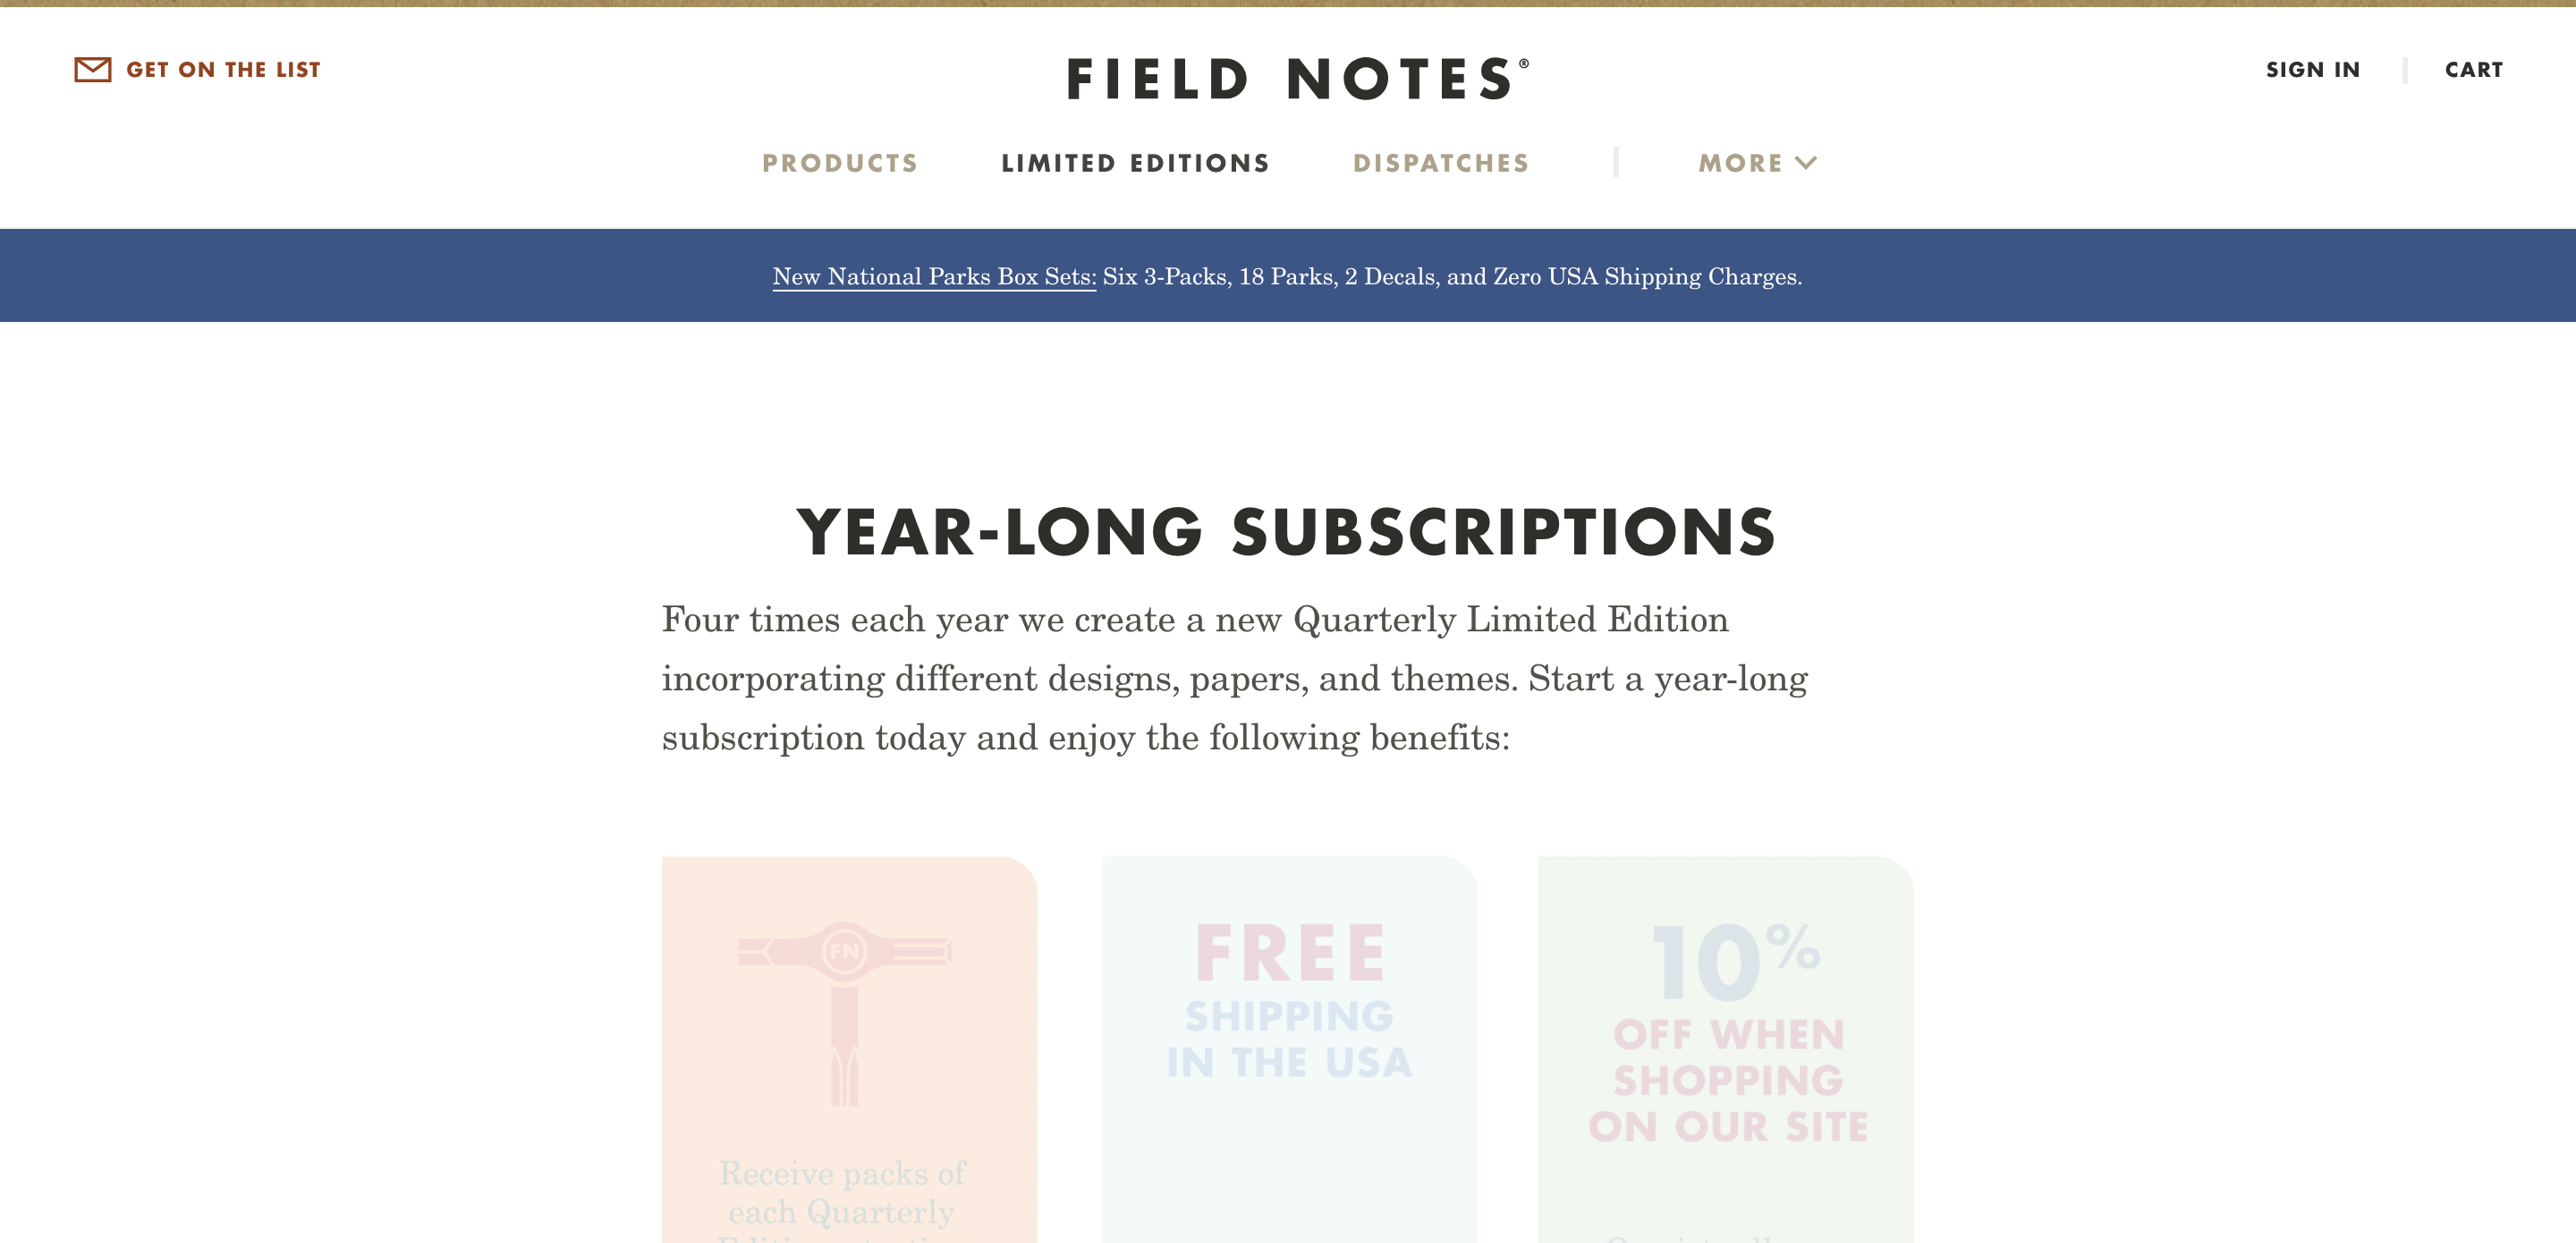 GET ON THE LIST
FIELD NOTES®
SIGN IN
CART
PRODUCTS
LIMITED EDITIONS
DISPATCHES
MORE
New National Parks Box Sets: Six 3-Packs, 18 Parks, 2 Decals, and Zero USA Shipping Charges.
YEAR-LONG SUBSCRIPTIONS
Four times each year we create a new Quarterly Limited Edition
incorporating different designs, papers, and themes. Start a year-long
subscription today and enjoy the following benefits:
FN
Receive packs of
each Quarterly
FREE
SHIPPING
IN THE USA
10%
OFF WHEN
SHOPPING
ON OUR SITE